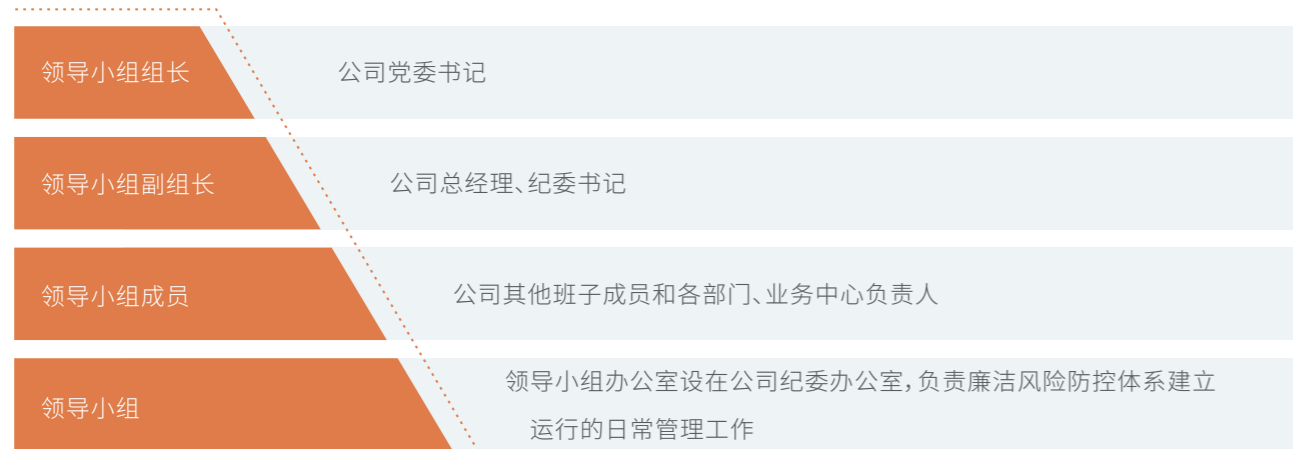 领导小组组长
公司党委书记
领导小组副组长
公司总经理、纪委书记
领导小组成员
公司其他班子成员和各部门、业务中心负责人
领导小组
领导小组办公室设在公司纪委办公室，负责廉洁风险防控体系建立
运行的日常管理工作